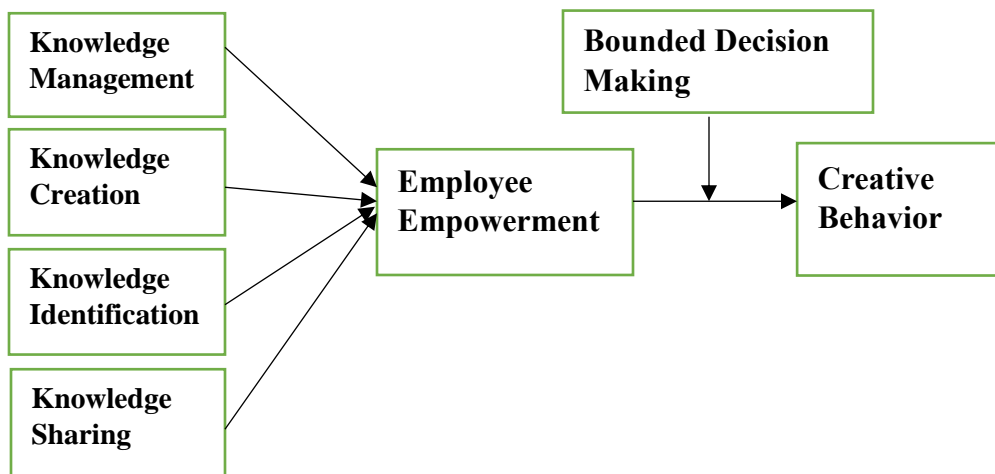 Knowledge
Management
Knowledge
Creation
Knowledge
Identification
Knowledge
Sharing
Employee
Empowerment
Bounded Decision
Making
Creative
Behavior